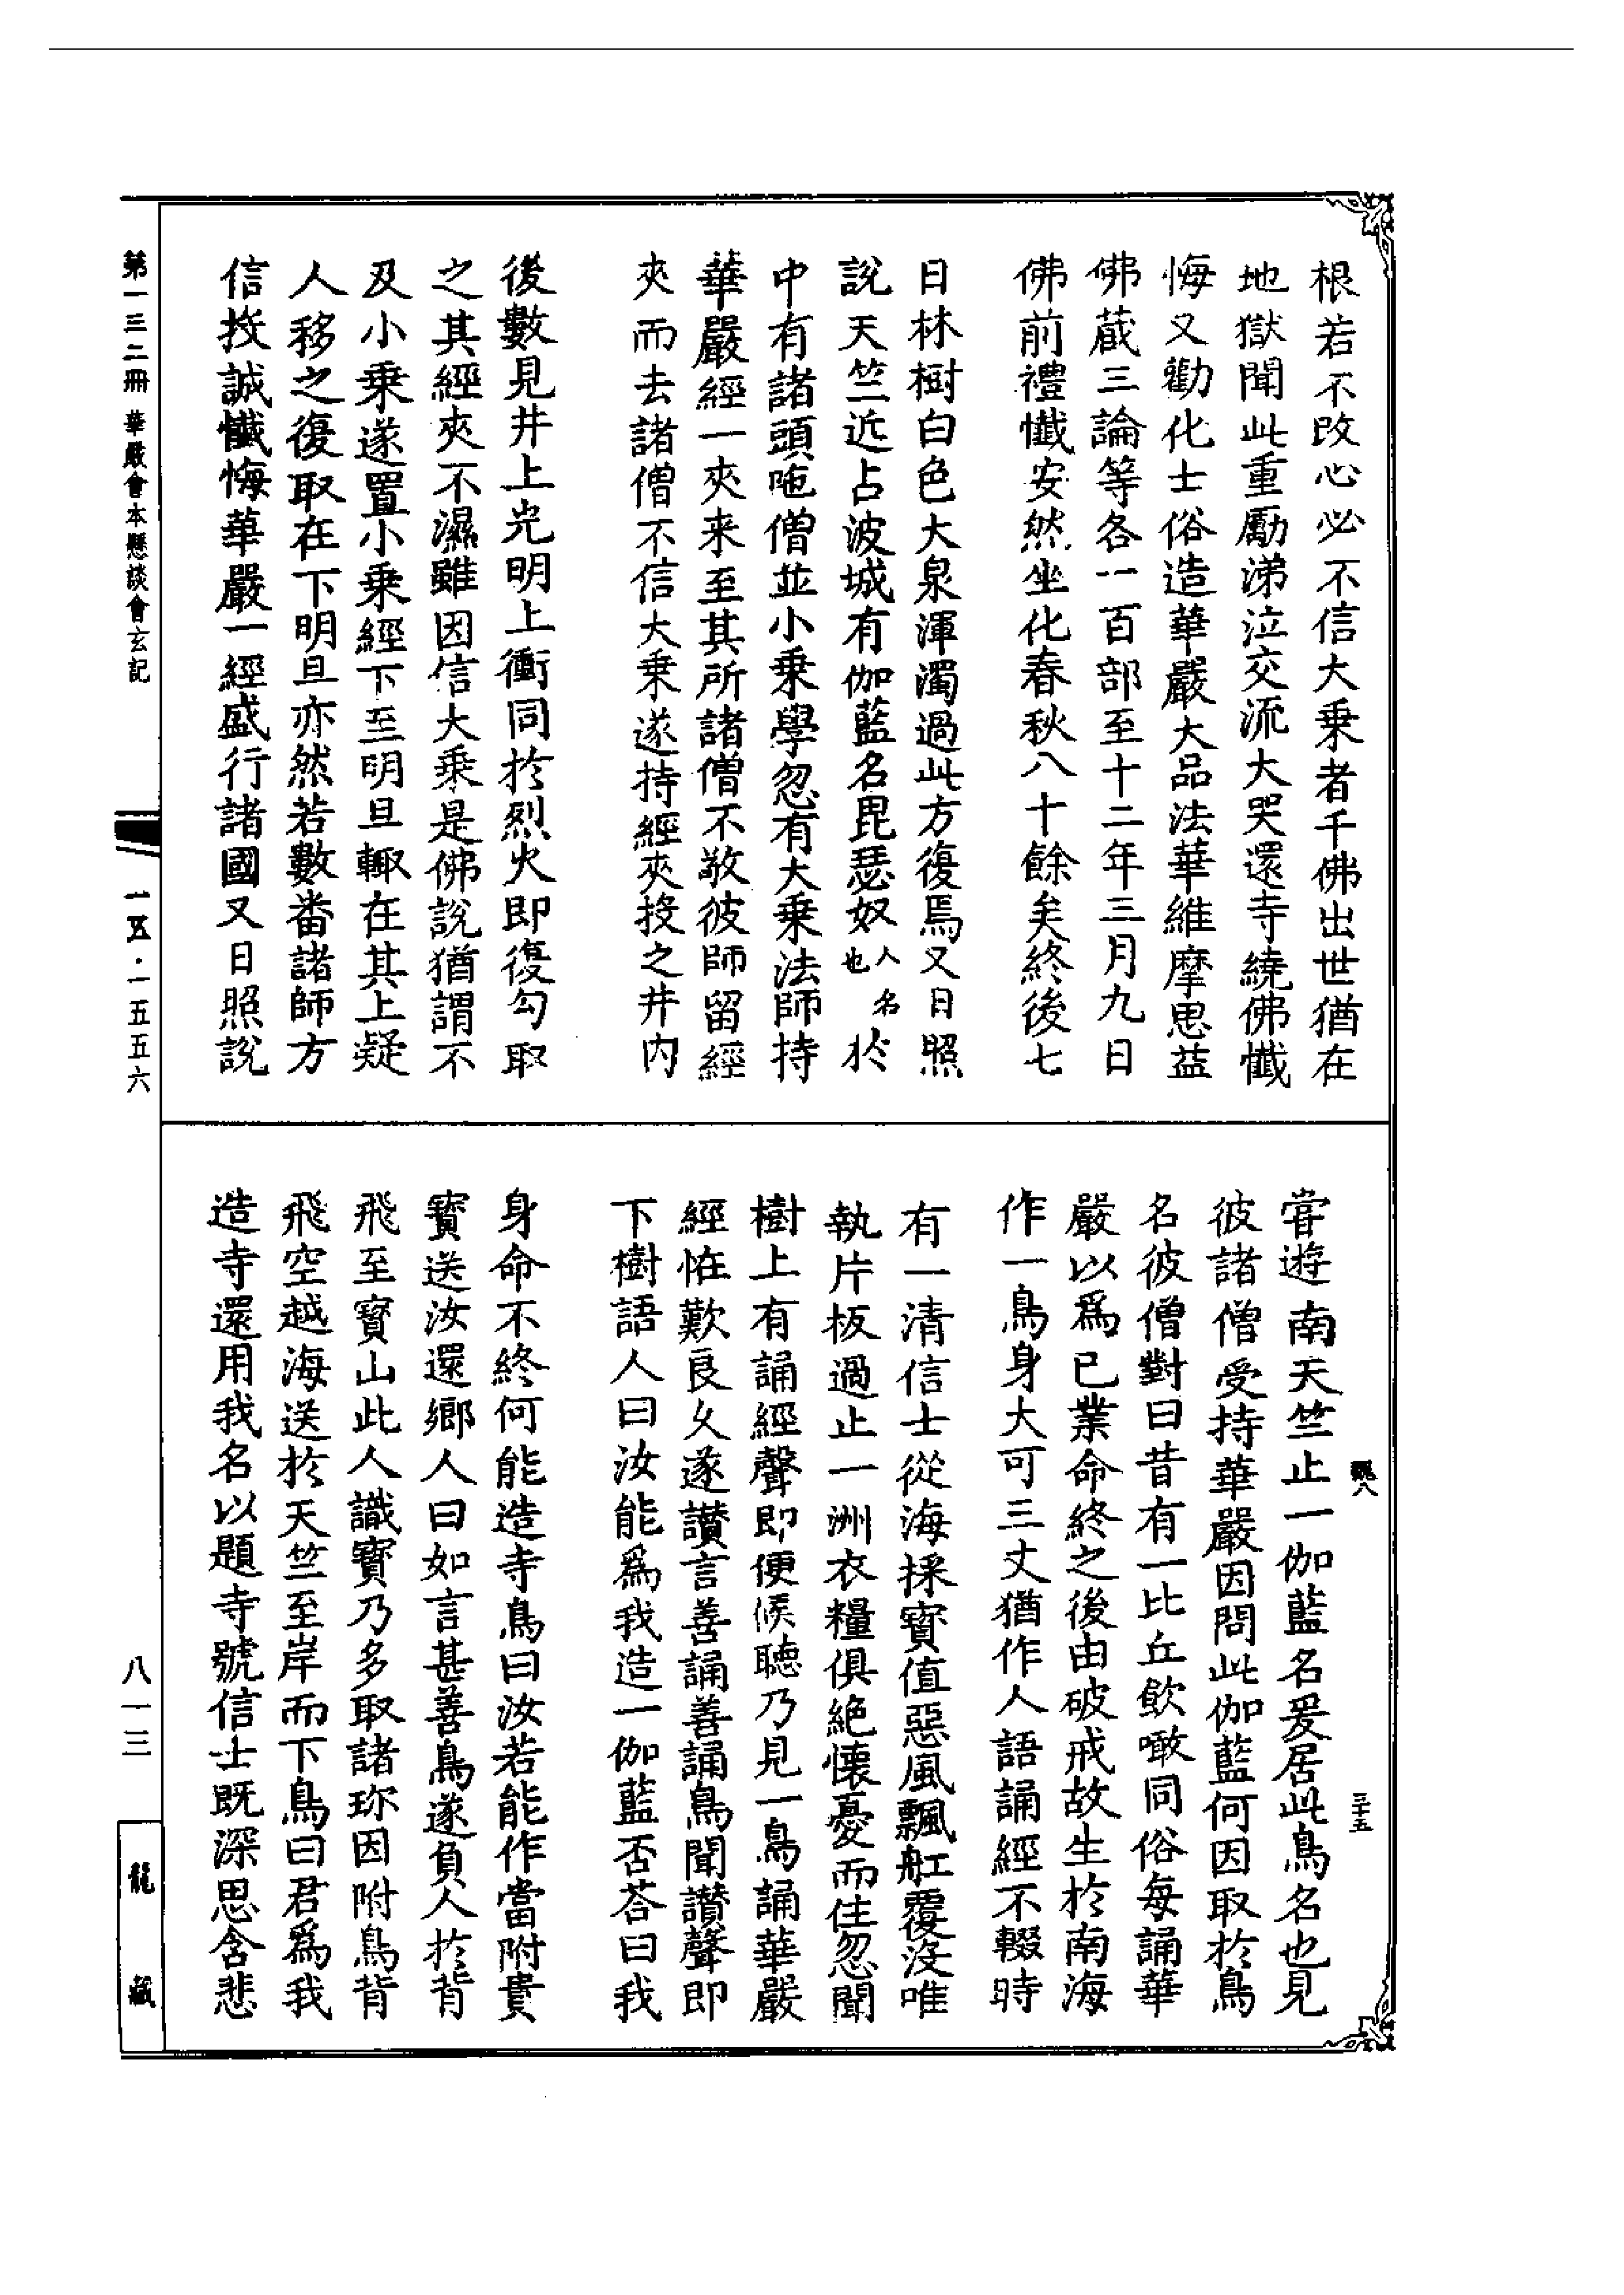 根若不改心必不信大乘者千佛出世猶在
地獄聞此重勵涕泣交流大哭還寺繞佛懺
悔又勸化士俗造華嚴大品法華維摩思益
佛藏三論等各一百部至十二年三月九日
佛前禮懺安然坐化春秋八十餘矣終後七
日林樹白色大泉渾濁過此方復焉又日照
說天竺近占波城有伽藍名毘瑟奴人名也於
中有諸頭陁僧並小乘學忽有大乘法師持
華嚴經一夾来至其所諸僧不敬彼師留經
夾而去諸僧不信大乘遂持經夾投之井内
後數見井上光明上衝同於烈火即復勾取
之其經夾不濕雖因信大乘是佛說猶謂不
及小乘遂置小乘經下至明旦輙在其上疑
人移之復取在下明旦亦然若數番諸師方
信投誠懺悔華嚴一經盛行諸國又日照說
甞遊南天竺止一伽藍名爰居此鳥名也見
彼諸僧受持華嚴因問此伽藍何因取於鳥
名彼僧對曰昔有一比丘飲噉同俗每誦華
嚴以為已業命終之後由破戒故生於南海
作一鳥身大可三丈猶作人語誦經不輟時
有一清信士從海採寶值惡風飄舡覆沒唯
執片板過止一洲衣糧俱絕懷憂而住忽聞
樹上有誦經聲即便候聽乃見一鳥誦華嚴
經恠歎良乆遂讚言善誦善誦鳥聞讚聲即
下樹語人曰汝能爲我造一伽藍否荅曰我
身命不終何能造寺鳥曰汝若能作當附貴
寳送汝還鄉人曰如言甚善鳥遂負人於背
飛至寳山此人識寳乃多取諸珎因附鳥背
飛空越海送於天竺至岸而下鳥曰君爲我
造寺還用我名以題寺號信士既深思含悲
魏八
三十五
第一三二冊 華嚴會本懸談會玄記
一五·一五五六
八一三
龍藏